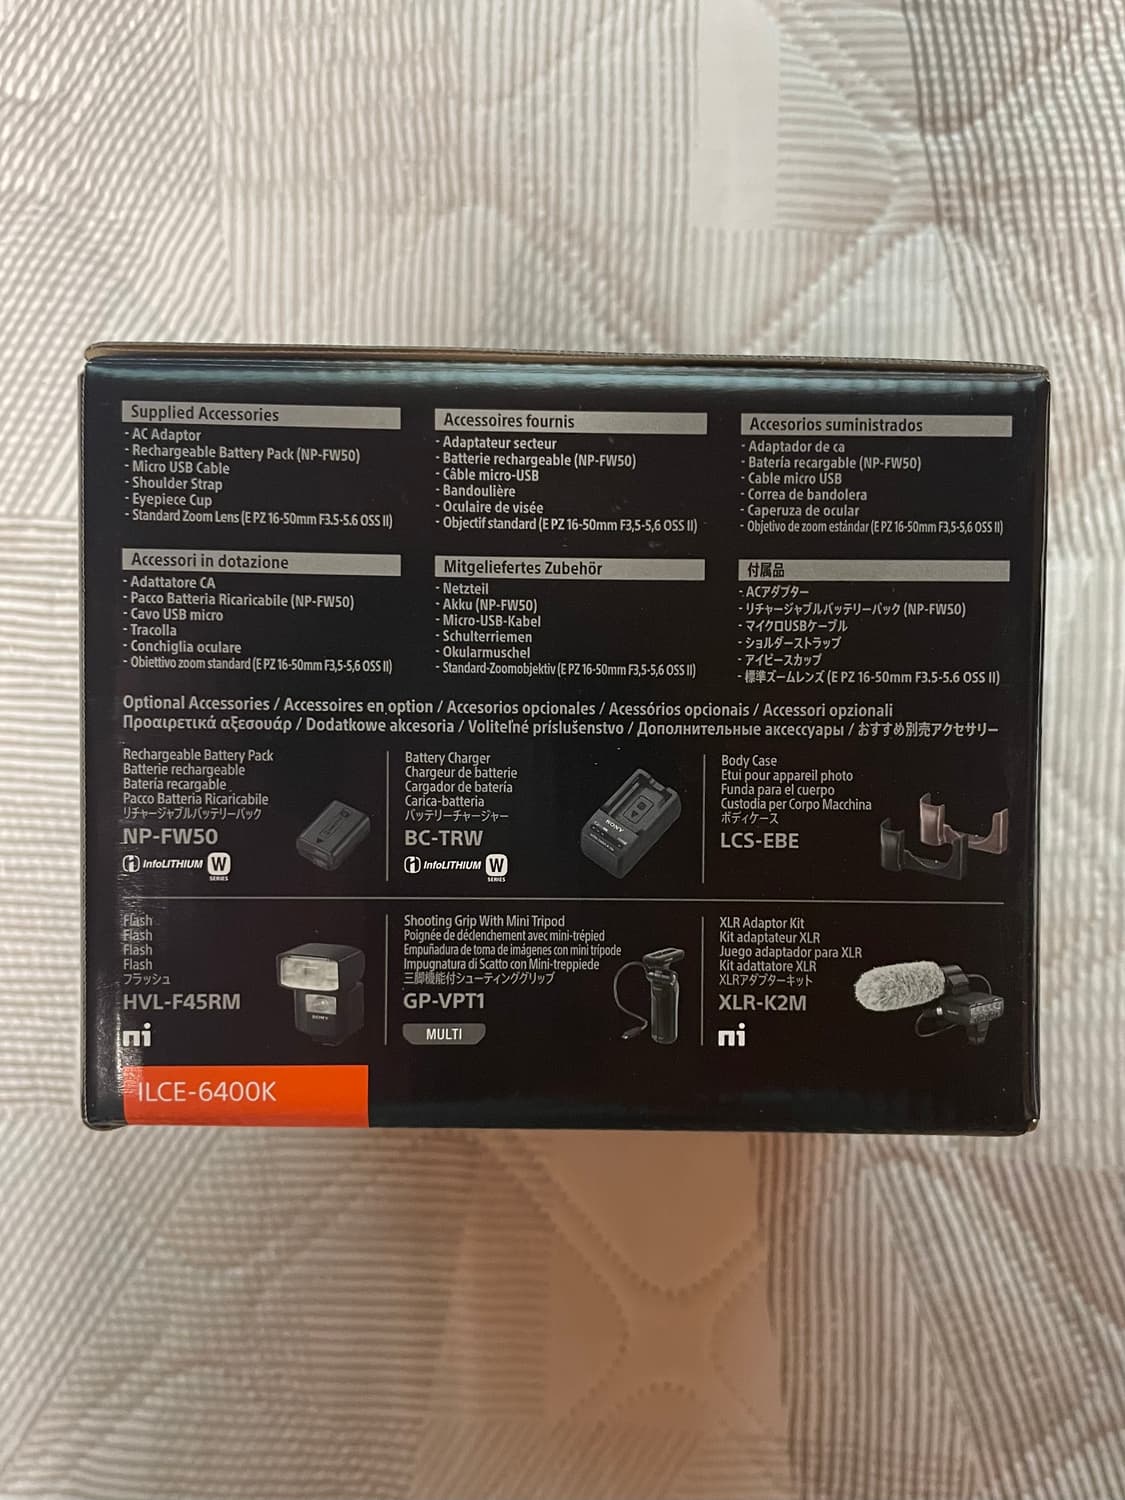 Supplied Accessories
- AC Adaptor
- Rechargeable Battery Pack (NP-FW50)
- Micro USB Cable
- Shoulder Strap
- Eyepiece Cup
- Standard Zoom Lens (E PZ 16-50mm F3.5-5.6 OSS II)
Accessoires fournis
- Adaptateur secteur
- Batterie rechargeable (NP-FW50)
- Câble micro-USB
- Bandoulière
- Oculaire de visée
- Objectif standard (E PZ 16-50mm F3,5-5,6 OSS II)
Accesorios suministrados
- Adaptador de ca
- Batería recargable (NP-FW50)
- Cable micro USB
- Correa de bandolera
- Caperuza de ocular
- Objetivo de zoom estándar (E PZ 16-50mm F3,5-5,6 OSS II)
Accessori in dotazione
- Adattatore CA
- Pacco Batteria Ricaricabile (NP-FW50)
- Cavo USB micro
- Tracolla
- Conchiglia oculare
- Obiettivo zoom standard (E PZ 16-50mm F3,5-5,6 OSS II)
Mitgeliefertes Zubehör
- Netzteil
- Akku (NP-FW50)
- Micro-USB-Kabel
- Schulterriemen
- Okularmuschel
- Standard-Zoomobjektiv (E PZ 16-50mm F3,5-5,6 OSS II)
付属品
- ACアダプター
- リチャージャブルバッテリーパック (NP-FW50)
- マイクロUSBケーブル
- ショルダーストラップ
- アイピースカップ
- 標準ズームレンズ (E PZ 16-50mm F3.5-5.6 OSS II)
Optional Accessories / Accessoires en option / Accesorios opcionales / Acessórios opcionais / Accessori opzionali
Προαιρετικά αξεσουάρ / Dodatkowe akcesoria / Voliteľné príslušenstvo / Дополнительные аксессуары / おすすめ別売アクセサリー
Rechargeable Battery Pack
Batterie rechargeable
Batería recargable
Pacco Batteria Ricaricabile
リチャージャブルバッテリーパック
NP-FW50
InfoLITHIUM W
SERIES
Battery Charger
Chargeur de batterie
Cargador de batería
Carica-batteria
バッテリーチャージャー
BC-TRW
InfoLITHIUM W
SERIES
SONY
Body Case
Etui pour appareil photo
Funda para el cuerpo
Custodia per Corpo Macchina
ボディケース
LCS-EBE
Flash
Flash
Flash
Flash
フラッシュ
HVL-F45RM
SONY
Shooting Grip With Mini Tripod
Poignée de déclenchement avec mini-trépied
Empuñadura de toma de imágenes con mini trípode
Impugnatura di Scatto con Mini-treppiede
三脚機能付シューティンググリップ
GP-VPT1
MULTI
XLR Adaptor Kit
Kit adaptateur XLR
Juego adaptador para XLR
Kit adattatore XLR
XLRアダプターキット
XLR-K2M
ILCE-6400K